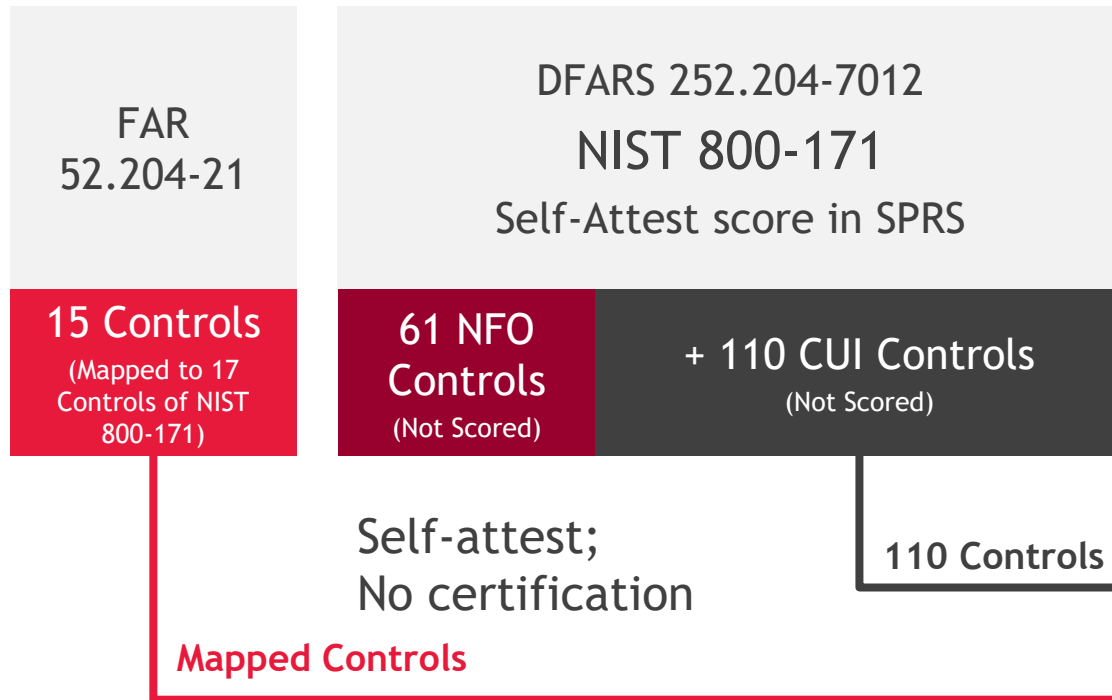 FAR
52.204-21
DFARS 252.204-7012
NIST 800-171
Self-Attest score in SPRS
15 Controls
(Mapped to 17
Controls of NIST
800-171)
61 NFO
Controls
(Not Scored)
+ 110 CUI Controls
(Not Scored)
Self-attest;
No certification
110 Controls
Mapped Controls